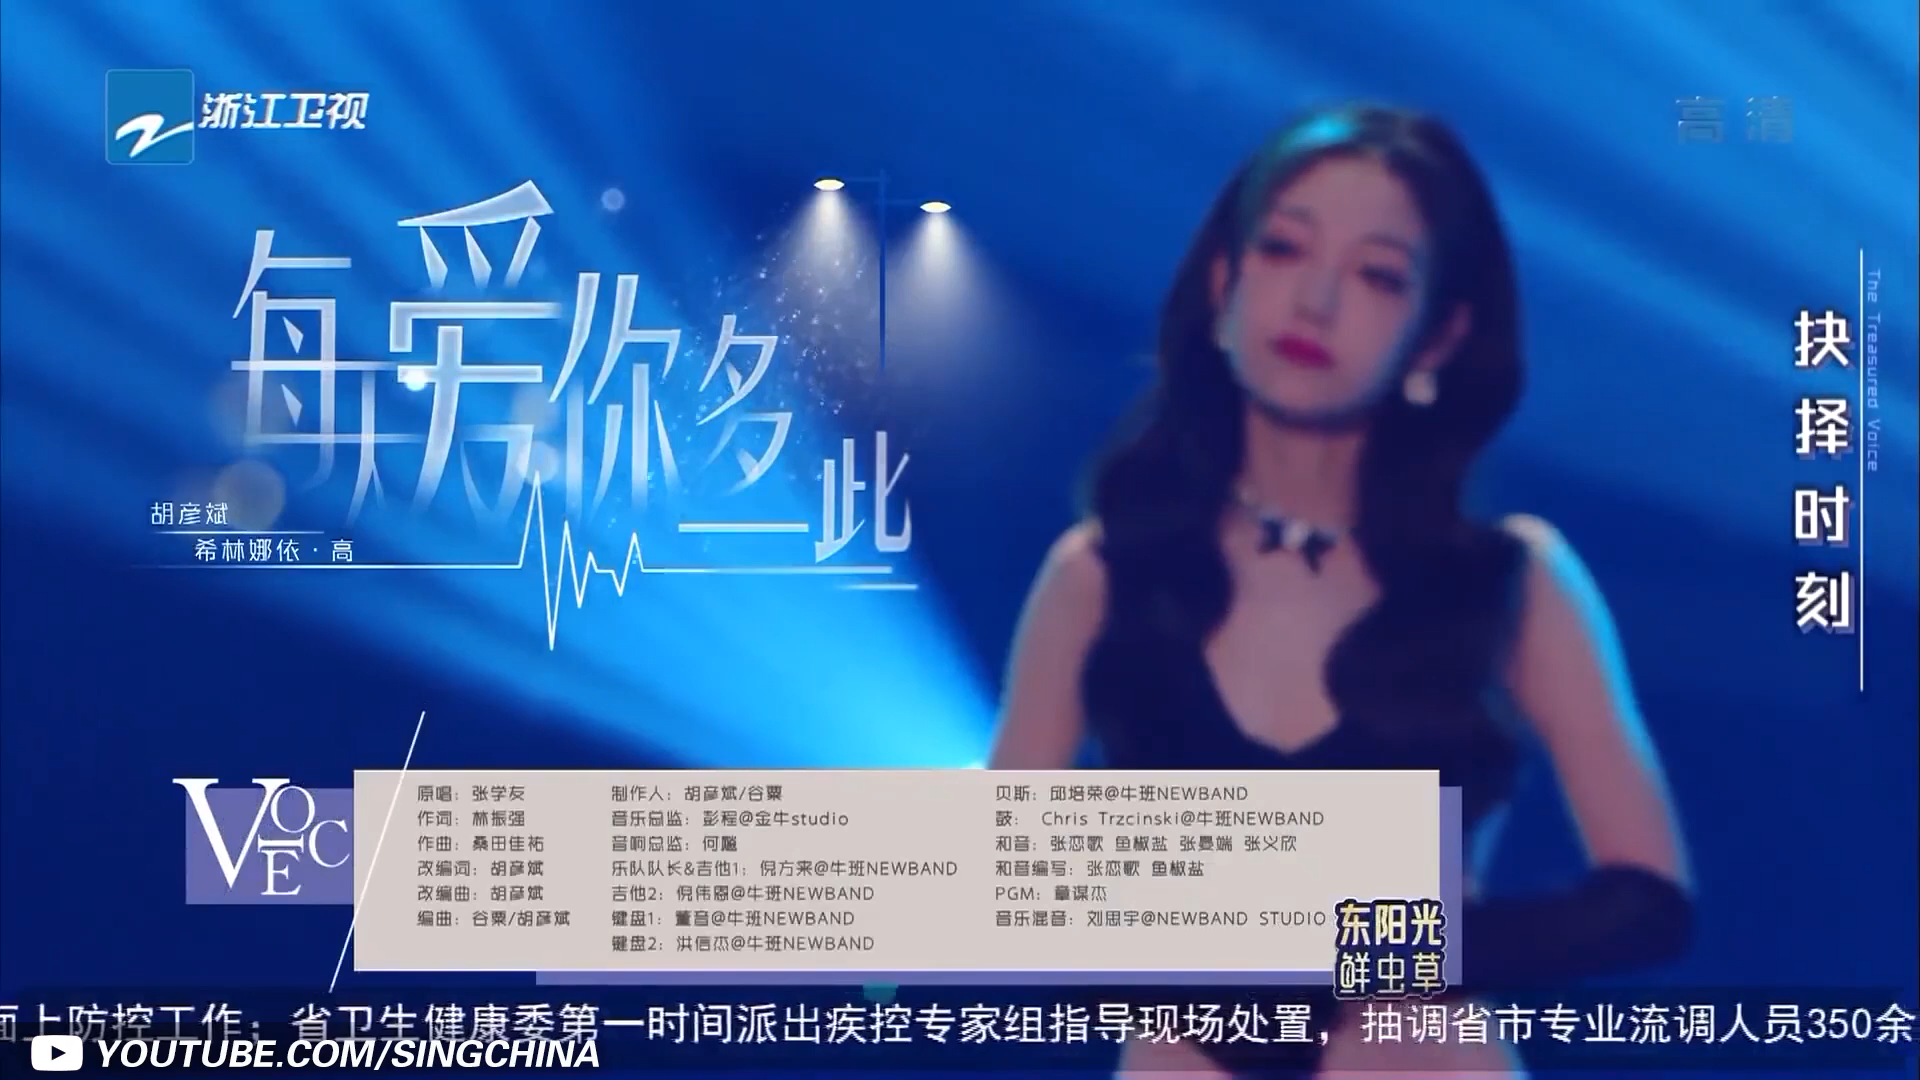 浙江卫视
高清
每天爱你多一些
胡彦斌
希林娜依·高
抉择时刻
The Treasured Voice
VOICE
原唱：张学友
作词：林振强
作曲：桑田佳祐
改编词：胡彦斌
改编曲：胡彦斌
编曲：谷粟/胡彦斌
制作人：胡彦斌/谷粟
音乐总监：彭程@金牛studio
音响总监：何飚
乐队队长&吉他1：倪方来@牛班NEWBAND
吉他2：倪伟恩@牛班NEWBAND
键盘1：董音@牛班NEWBAND
键盘2：洪信杰@牛班NEWBAND
贝斯：邱培荣@牛班NEWBAND
鼓： Chris Trzcinski@牛班NEWBAND
和音：张恋歌 鱼椒盐 张曼端 张义欣
和音编写：张恋歌 鱼椒盐
PGM：章谋杰
音乐混音：刘思宇@NEWBAND STUDIO
东阳光
鲜虫草
面上防控工作；省卫生健康委第一时间派出疾控专家组指导现场处置，抽调省市专业流调人员350余
YOUTUBE.COM/SINGCHINA